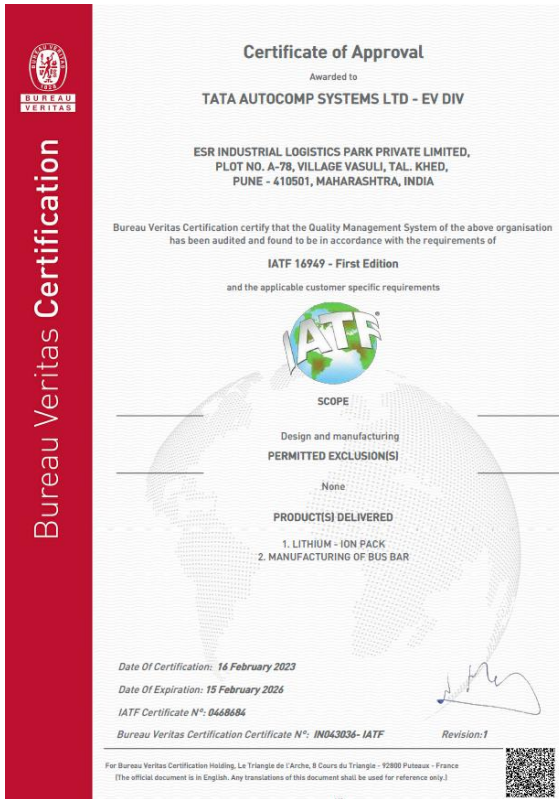 BUREAU VERITAS
1828
BUREAU
VERITAS
Bureau Veritas Certification
Certificate of Approval
Awarded to
TATA AUTOCOMP SYSTEMS LTD - EV DIV
ESR INDUSTRIAL LOGISTICS PARK PRIVATE LIMITED,
PLOT NO. A-78, VILLAGE VASULI, TAL. KHED,
PUNE - 410501, MAHARASHTRA, INDIA
Bureau Veritas Certification certify that the Quality Management System of the above organisation
has been audited and found to be in accordance with the requirements of
IATF 16949 - First Edition
and the applicable customer specific requirements
IATF®
SCOPE
Design and manufacturing
PERMITTED EXCLUSION(S)
None
PRODUCT(S) DELIVERED
1. LITHIUM - ION PACK
2. MANUFACTURING OF BUS BAR
Date Of Certification: 16 February 2023
Date Of Expiration: 15 February 2026
IATF Certificate N°: 0468684
Bureau Veritas Certification Certificate N°: IN043036- IATF Revision:1
For Bureau Veritas Certification Holding, Le Triangle de l'Arche, 8 Cours du Triangle - 92800 Puteaux - France
(The official document is in English. Any translations of this document shall be used for reference only.)